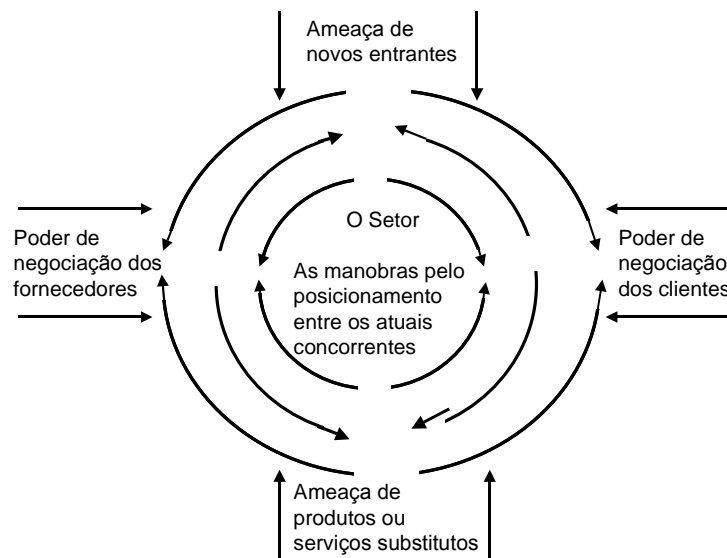 Ameaça de
novos entrantes
O Setor
Poder de
negociação dos
fornecedores
As manobras pelo
posicionamento
entre os atuais
concorrentes
Poder de
negociação
dos clientes
Ameaça de
produtos ou
serviços substitutos